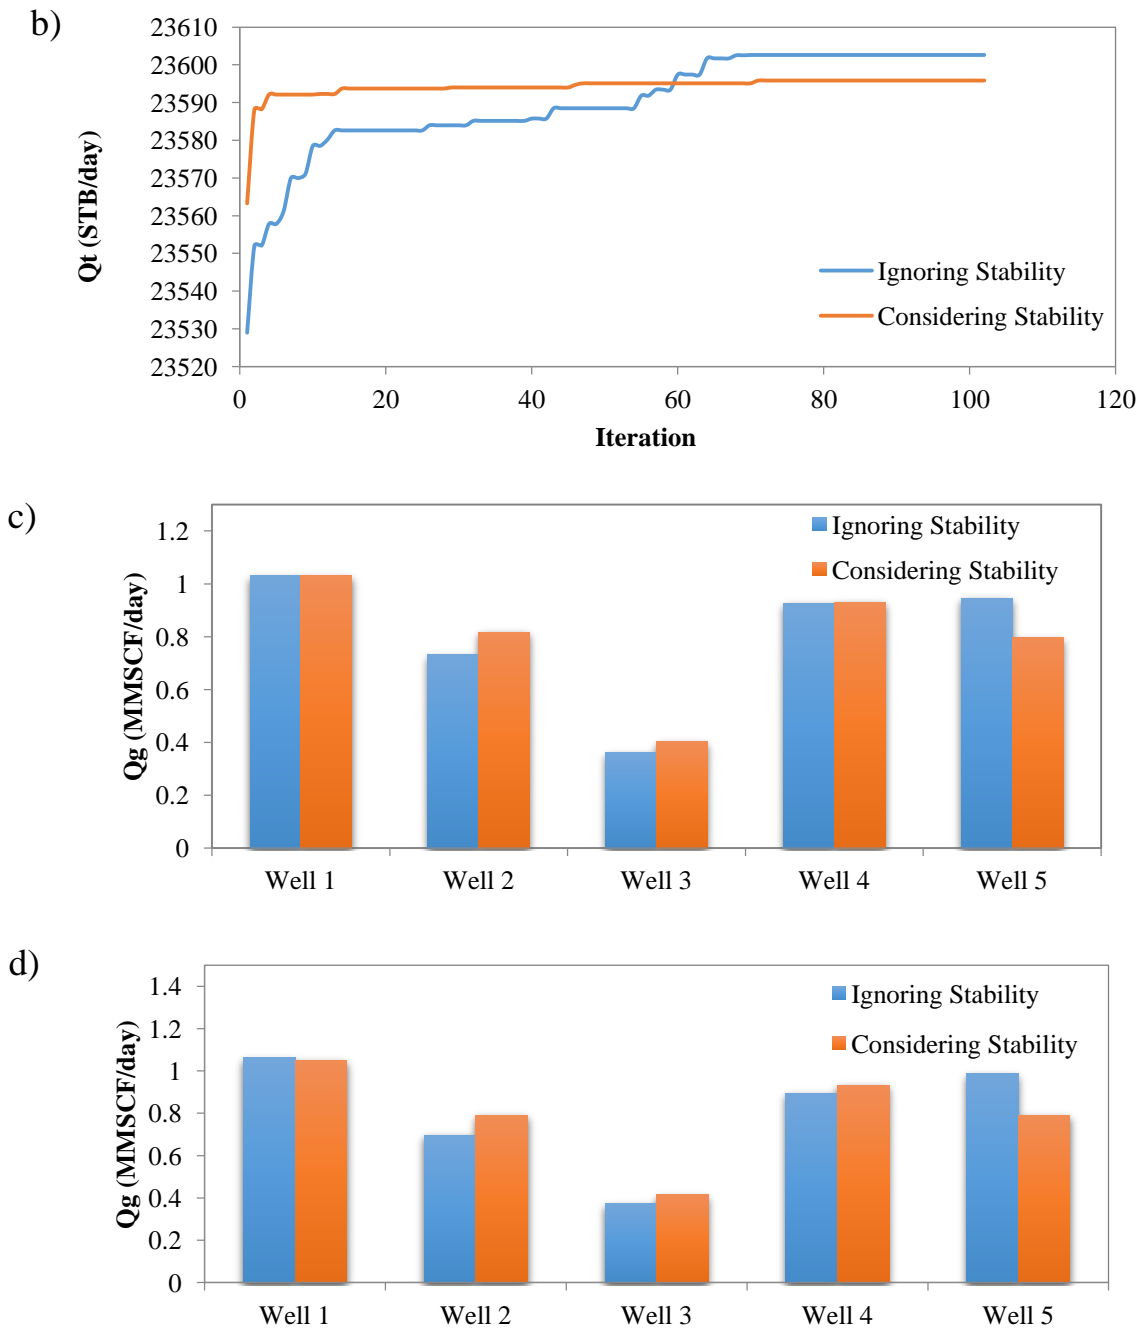 b)
23610
23600
23590
23580
23570
23560
23550
23540
23530
23520
Qt (STB/day)
Ignoring Stability
Considering Stability
0 20 40 60 80 100 120
Iteration
c)
1.2
1
0.8
0.6
0.4
0.2
0
Qg (MMSCF/day)
Ignoring Stability
Considering Stability
Well 1 Well 2 Well 3 Well 4 Well 5
d)
1.4
1.2
1
0.8
0.6
0.4
0.2
0
Qg (MMSCF/day)
Ignoring Stability
Considering Stability
Well 1 Well 2 Well 3 Well 4 Well 5